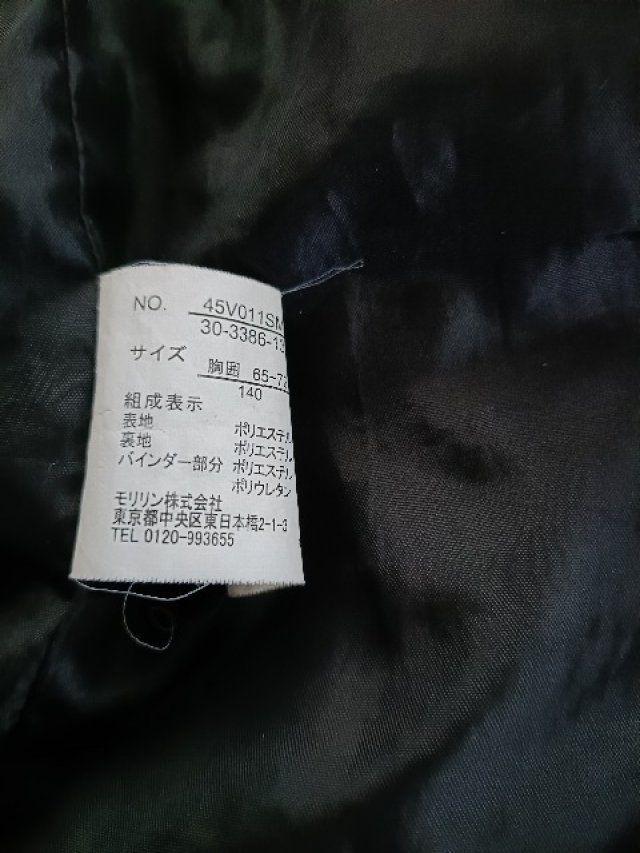 NO. 45V011SM
30-3386-13
サイズ
胸囲 65-72
140
組成表示
表地 ポリエステル
裏地 ポリエステル
バインダー部分 ポリエステル
ポリウレタン
モリリン株式会社
東京都中央区東日本橋2-1-3
TEL 0120-993655